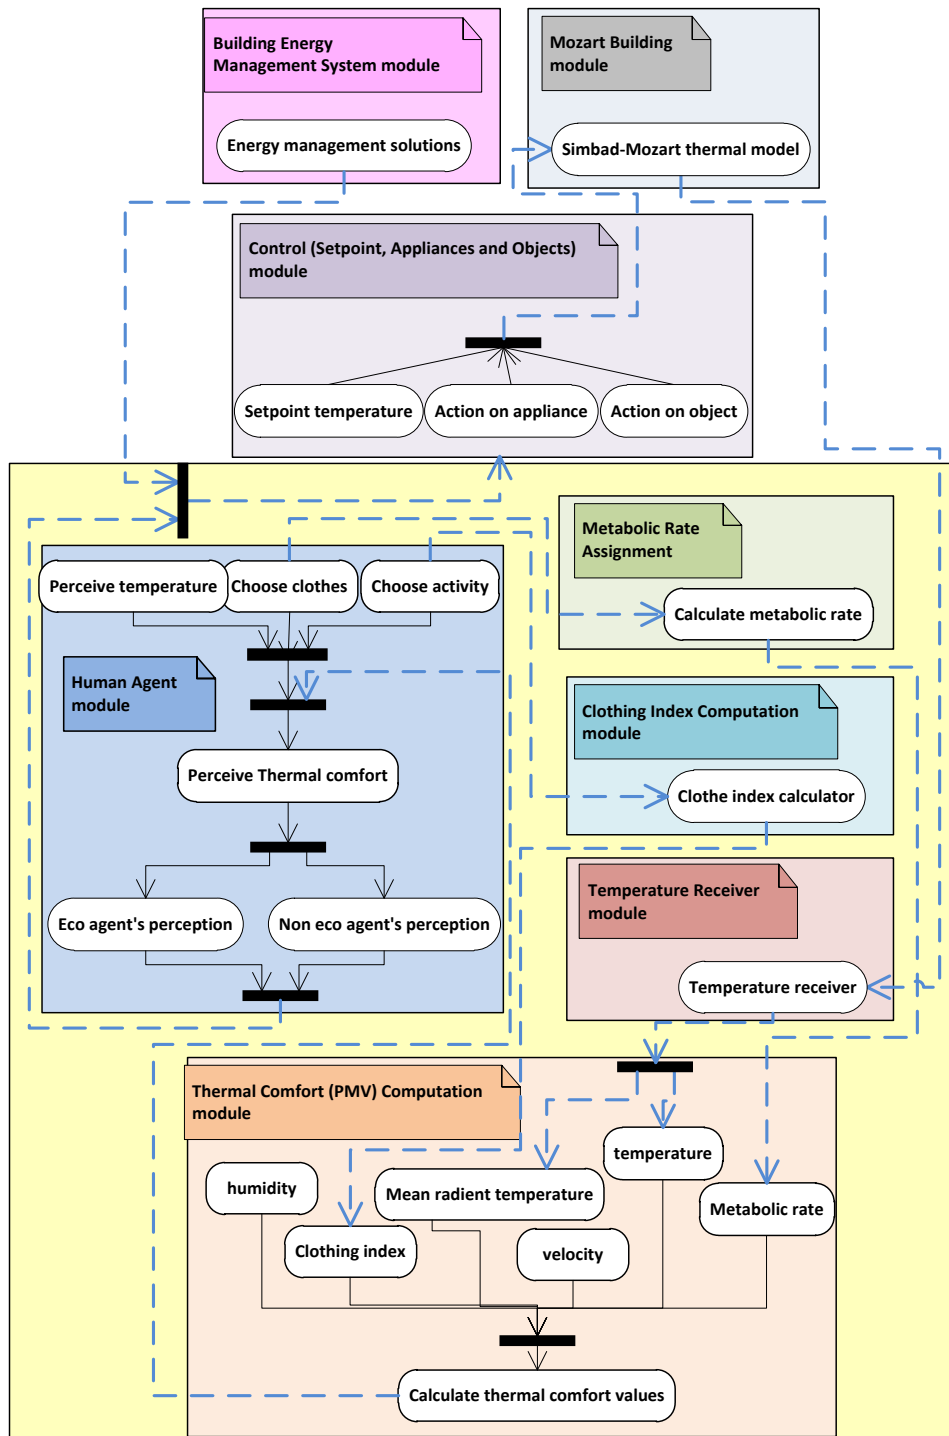 Building Energy
Management System module
Energy management solutions
Mozart Building
module
Simbad-Mozart thermal model
Control (Setpoint, Appliances and Objects)
module
Setpoint temperature
Action on appliance
Action on object
Metabolic Rate
Assignment
Calculate metabolic rate
Perceive temperature
Choose clothes
Choose activity
Human Agent
module
Perceive Thermal comfort
Eco agent's perception
Non eco agent's perception
Clothing Index Computation
module
Clothe index calculator
Temperature Receiver
module
Temperature receiver
Thermal Comfort (PMV) Computation
module
humidity
Clothing index
Mean radient temperature
velocity
temperature
Metabolic rate
Calculate thermal comfort values